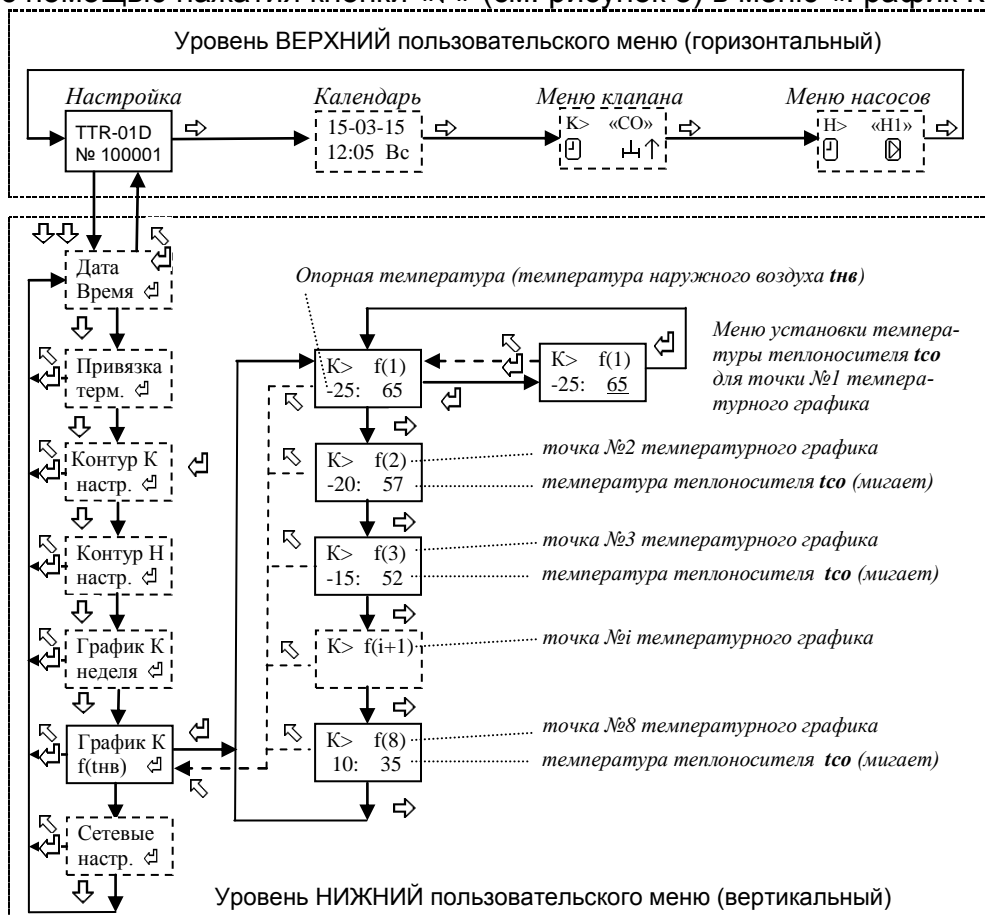 Уровень ВЕРХНИЙ пользовательского меню (горизонтальный)
Настройка
Календарь
Меню клапана
Меню насосов
TTR-01D
№ 100001
15-03-15
12:05 Вс
К> «СО»
Н> «Н1»
Дата
Время
Привязка
терм.
Контур К
настр.
Контур Н
настр.
График К
неделя
График К
f(tнв)
Сетевые
настр.
Опорная температура (температура наружного воздуха tнв)
К> f(1)
-25: 65
К> f(1)
-25: 65
Меню установки темпера-
туры теплоносителя tсо
для точки №1 темпера-
турного графика
К> f(2)
-20: 57
точка №2 температурного графика
температура теплоносителя tсо (мигает)
К> f(3)
-15: 52
точка №3 температурного графика
температура теплоносителя tсо (мигает)
К> f(i+1)
точка №i температурного графика
К> f(8)
10: 35
точка №8 температурного графика
температура теплоносителя tсо (мигает)
Уровень НИЖНИЙ пользовательского меню (вертикальный)